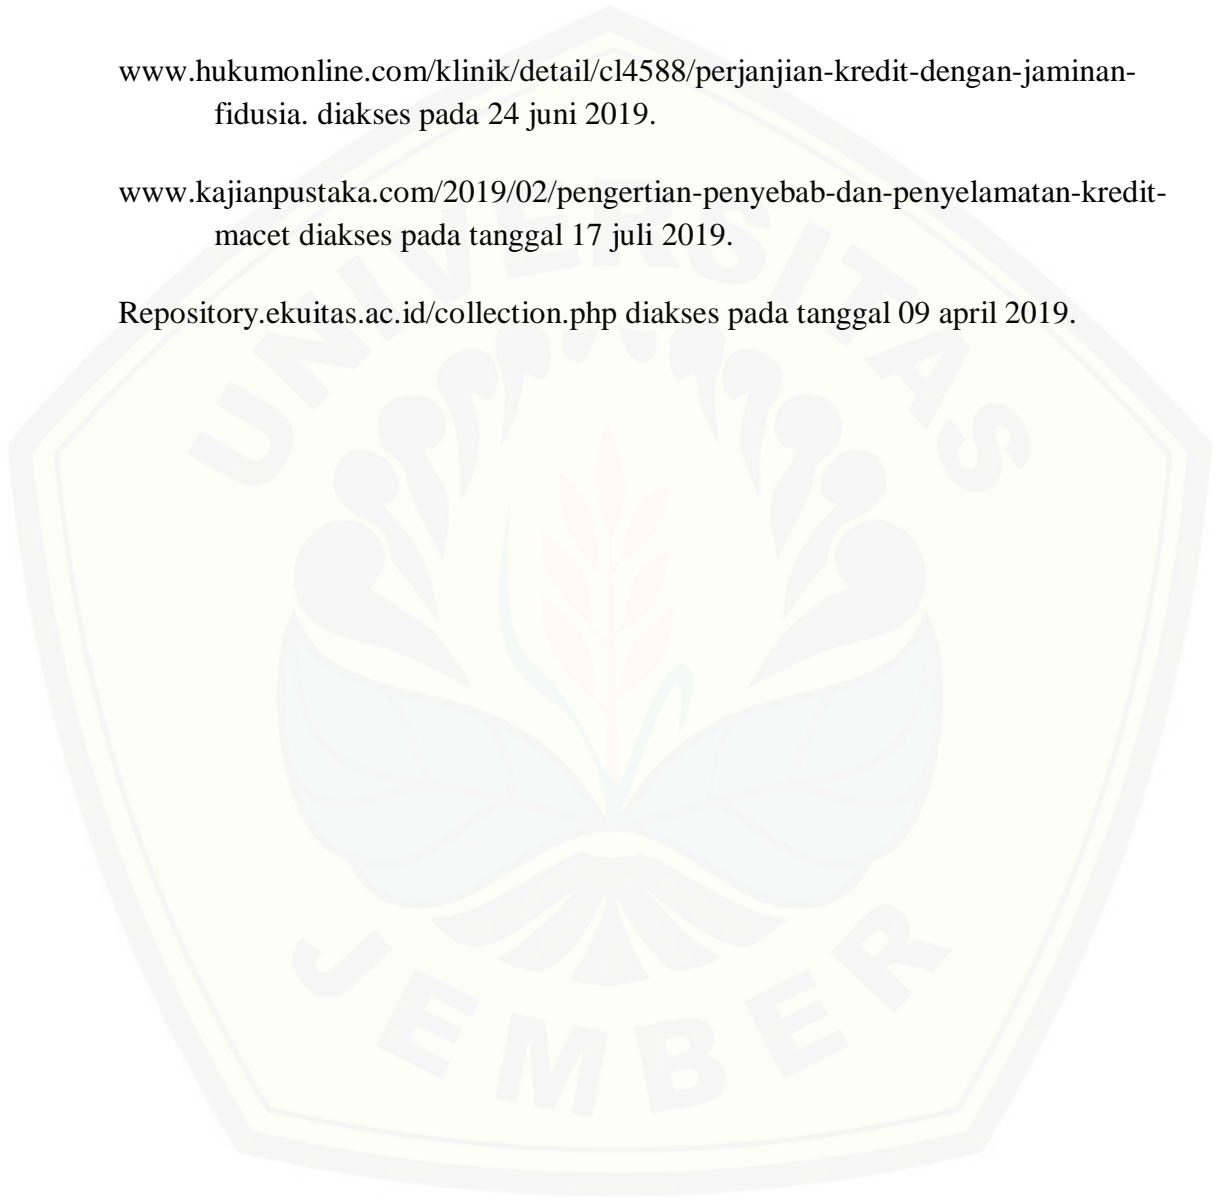 www.hukumonline.com/klinik/detail/cl4588/perjanjian-kredit-dengan-jaminan-
fidusia. diakses pada 24 juni 2019.
www.kajianpustaka.com/2019/02/pengertian-penyebab-dan-penyelamatan-kredit-
macet diakses pada tanggal 17 juli 2019.
Repository.ekuitas.ac.id/collection.php diakses pada tanggal 09 april 2019.
UNIVERSITAS
JEMBER